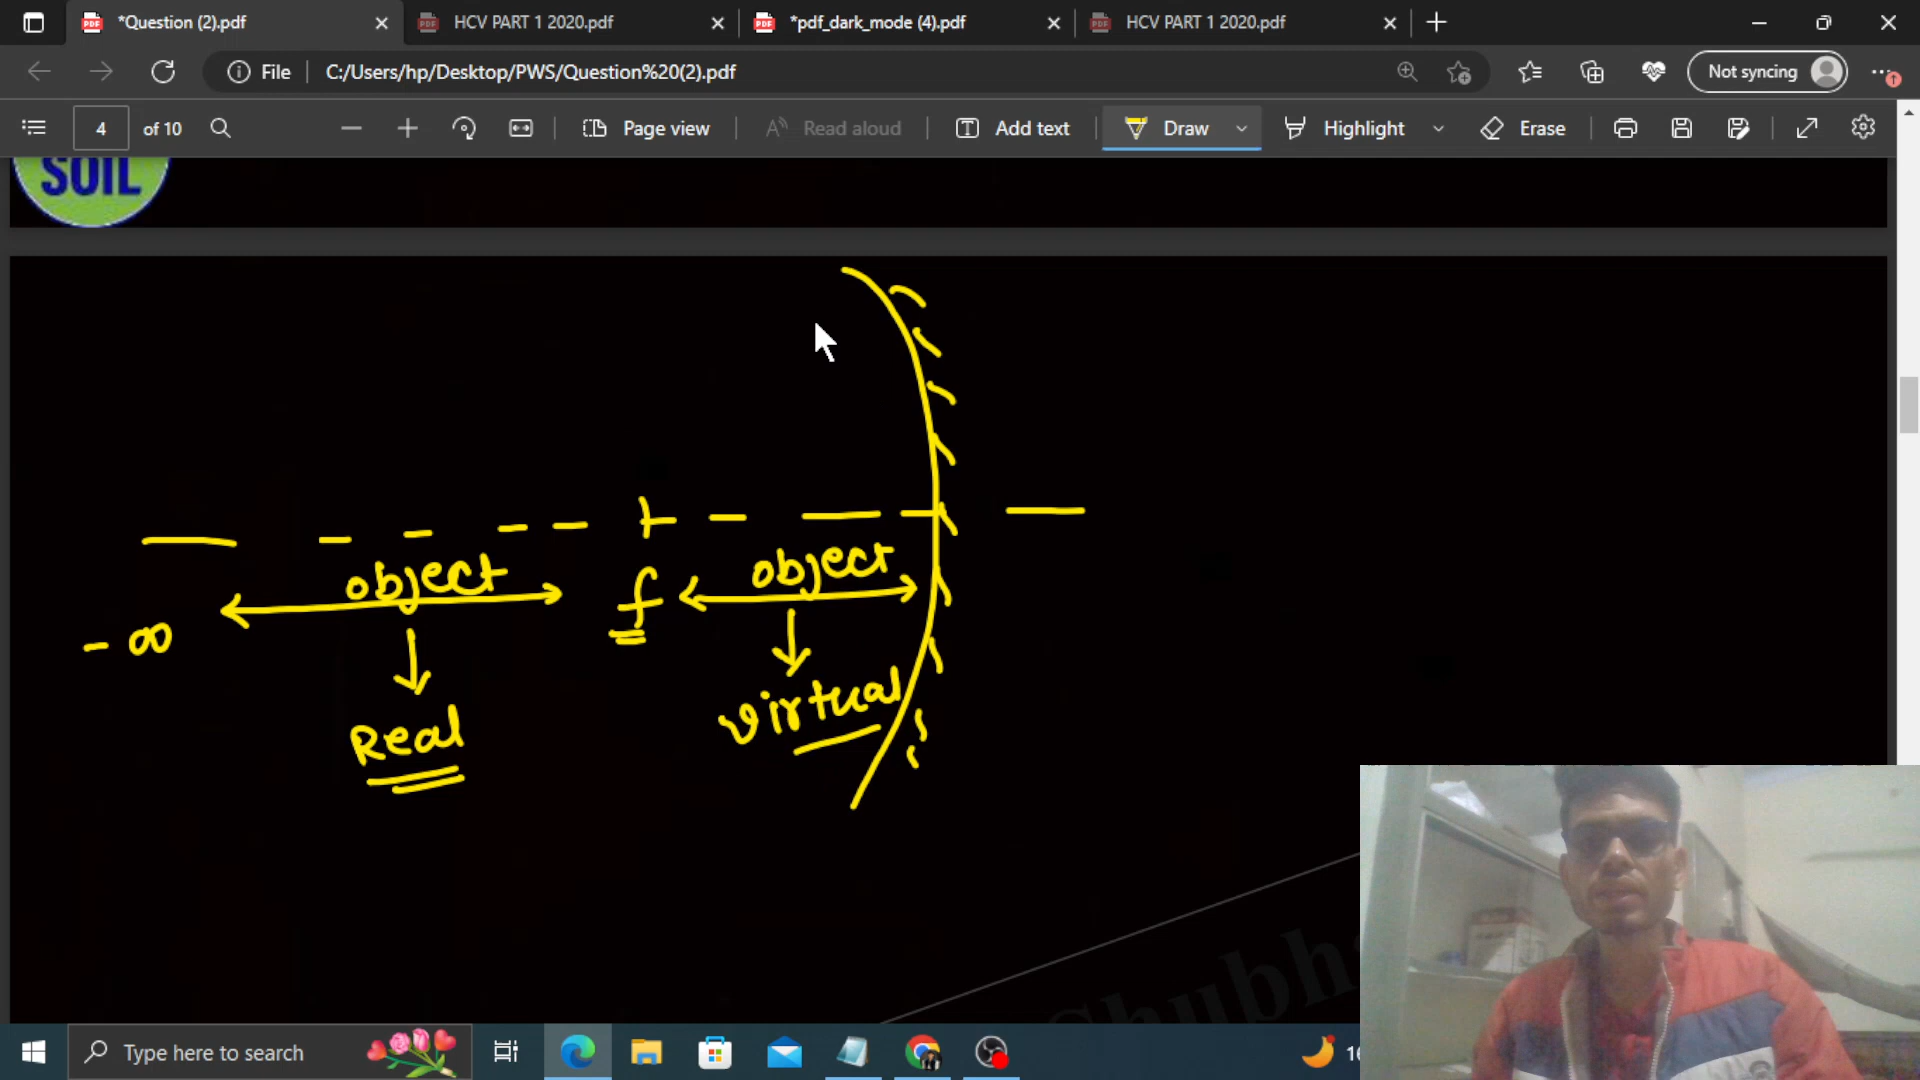 *Question (2).pdf
HCV PART 1 2020.pdf
*pdf_dark_mode (4).pdf
HCV PART 1 2020.pdf
File
C:/Users/hp/Desktop/PWS/Question%20(2).pdf
Not syncing
4 of 10
Page view
Read aloud
Add text
Draw
Highlight
Erase
SOIL
object
object
- ∞
f
Real
virtual
Type here to search
16